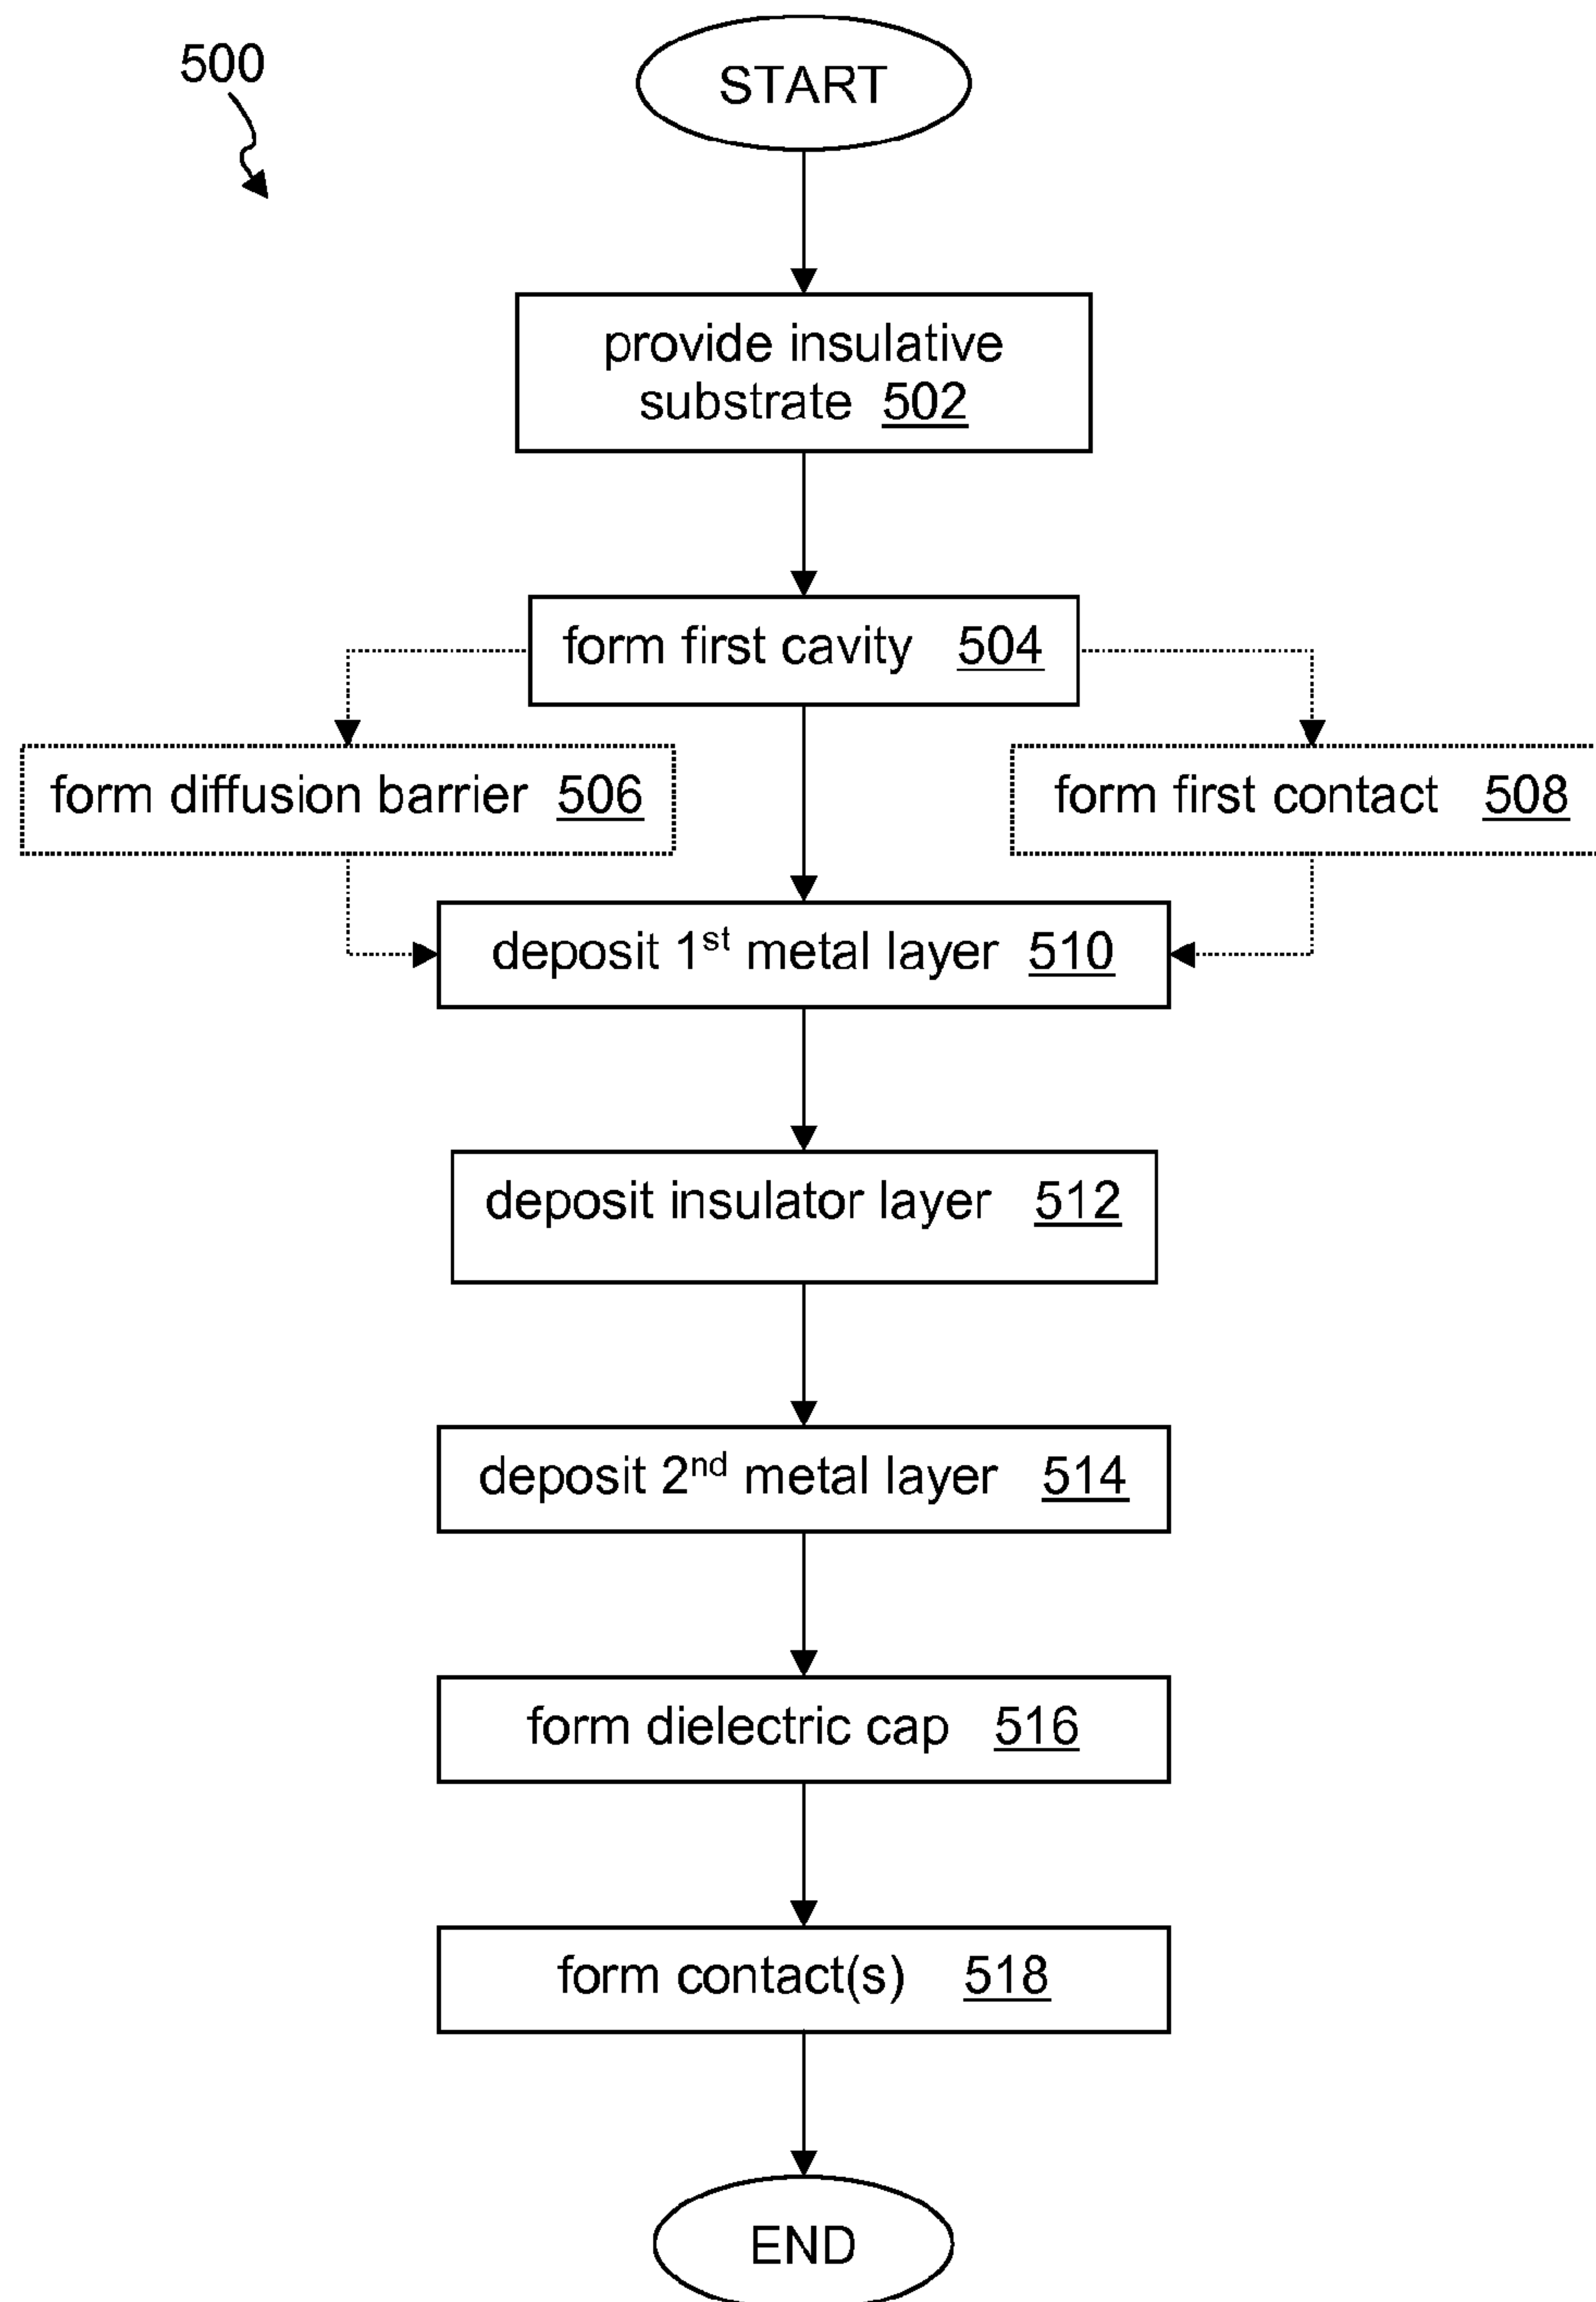 500
START
provide insulative
substrate 502
form first cavity 504
form diffusion barrier 506
form first contact 508
deposit 1st metal layer 510
deposit insulator layer 512
deposit 2nd metal layer 514
form dielectric cap 516
form contact(s) 518
END